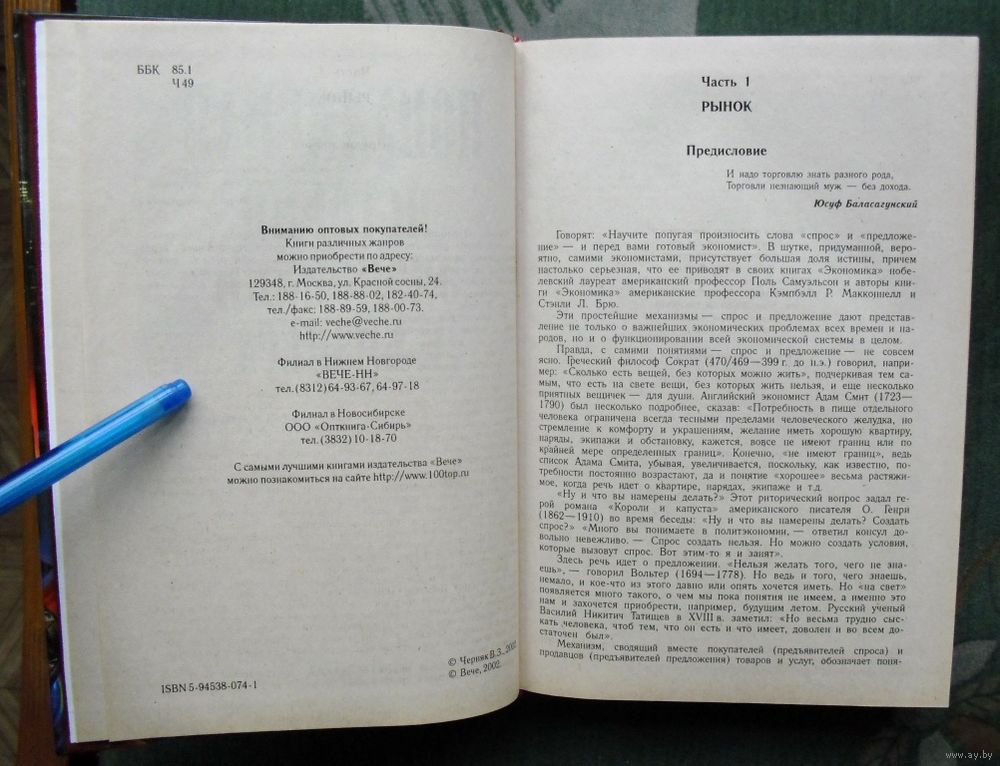 ББК 85.1
Ч 49
Вниманию оптовых покупателей!
Книги различных жанров
можно приобрести по адресу:
Издательство «Вече»
129348, г. Москва, ул. Красной сосны, 24.
Тел.: 188-16-50, 188-88-02, 182-40-74,
тел./факс: 188-89-59, 188-00-73.
e-mail: veche@veche.ru
http://www.veche.ru
Филиал в Нижнем Новгороде
«ВЕЧЕ-НН»
тел. (8312) 64-93-67, 64-97-18
Филиал в Новосибирске
ООО «Опткнига-Сибирь»
тел. (3832) 10-18-70
С самыми лучшими книгами издательства «Вече»
можно познакомиться на сайте http://www.100top.ru
© Черняк В.З., 2002.
© Вече, 2002.
ISBN 5-94538-074-1
Часть 1
РЫНОК
Предисловие
И надо торговлю знать разного рода,
Торговли незнающий муж — без дохода.
Юсуф Баласагунский
Говорят: «Научите попугая произносить слова «спрос» и «предложе-
ние» — и перед вами готовый экономист». В шутке, придуманной, веро-
ятно, самими экономистами, присутствует большая доля истины, причем
настолько серьезная, что ее приводят в своих книгах «Экономика» нобе-
левский лауреат американский профессор Поль Самуэльсон и авторы кни-
ги «Экономика» американские профессора Кэмпбэлл Р. Макконнелл и
Стэнли Л. Брю.
Эти простейшие механизмы — спрос и предложение дают представ-
ление не только о важнейших экономических проблемах всех времен и на-
родов, но и о функционировании всей экономической системы в целом.
Правда, с самими понятиями — спрос и предложение — не совсем
ясно. Греческий философ Сократ (470/469—399 г. до н.э.) говорил, напри-
мер: «Сколько есть вещей, без которых можно жить», подчеркивая тем са-
мым, что есть на свете вещи, без которых жить нельзя, и еще несколько
приятных вещичек — для души. Английский экономист Адам Смит (1723—
1790) был несколько подробнее, сказав: «Потребность в пище отдельного
человека ограничена всегда тесными пределами человеческого желудка, но
стремление к комфорту и украшениям, желание иметь хорошую квартиру,
наряды, экипажи и обстановку, кажется, вовсе не имеют границ или по
крайней мере определенных границ». Конечно, «не имеют границ», ведь
список Адама Смита, убывая, увеличивается, поскольку, как известно, по-
требности постоянно возрастают, да и понятие «хорошее» весьма растяжи-
мое, когда речь идет о квартире, нарядах, экипаже и т.д.
«Ну и что вы намерены делать?» Этот риторический вопрос задал ге-
рой романа «Короли и капуста» американского писателя О. Генри
(1862—1910) во время беседы: «Ну и что вы намерены делать? Создать
спрос?» «Много вы понимаете в политэкономии, — ответил консул до-
вольно невежливо. — Спрос создать нельзя. Но можно создать условия,
которые вызовут спрос. Вот этим-то я и занят».
Здесь речь идет о предложении. «Нельзя желать того, чего не зна-
ешь», — говорил Вольтер (1694—1778). Но ведь и того, чего знаешь,
немало, и кое-что из этого давно или опять хочется иметь. Но «на свет»
появляется много такого, о чем мы пока понятия не имеем, а именно это
нам и захочется приобрести, например, будущим летом. Русский ученый
Василий Никитич Татищев в XVIII в. заметил: «Но весьма трудно сыс-
кать человека, чтоб тем, что он есть и что имеет, доволен и во всем до-
статочен был».
Механизм, сводящий вместе покупателей (предъявителей спроса) и
продавцов (предъявителей предложения) товаров и услуг, обозначает поня-
www.ay.by